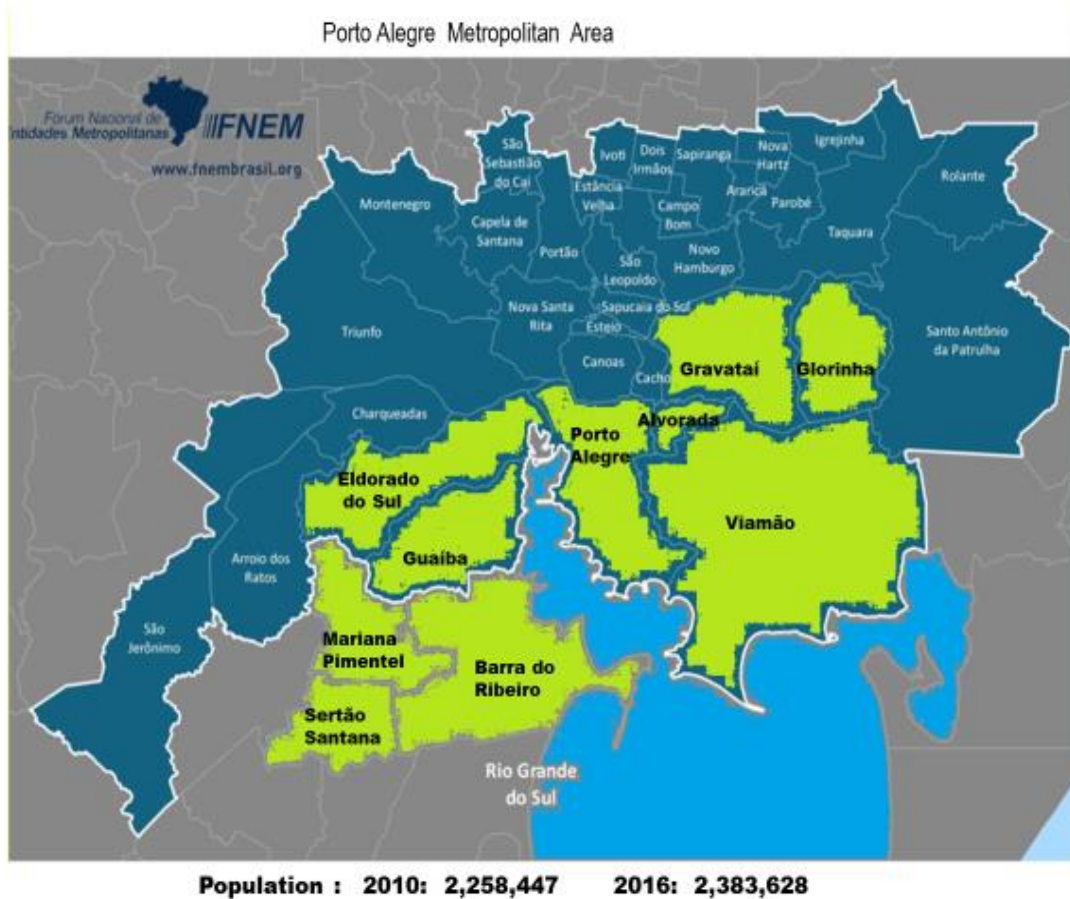 Porto Alegre Metropolitan Area
Forum Nacional de
ntidades Metropolitanas
FNEM
www.fnembrasil.org
São
Sebastião
do Caí
Ivoti
Dois
Irmãos
Sapiranga
Nova
Hartz
Igrejinha
Montenegro
Estância
Velha
Araricá
Parobé
Rolante
Capela de
Santana
Campo
Bom
Taquara
Portão
Novo
Hamburgo
São
Leopoldo
Nova Santa
Rita
Sapucaia do Sul
Esteio
Triunfo
Santo Antônio
da Patrulha
Canoas
Cacho
Gravataí
Glorinha
Charqueadas
Alvorada
Porto
Alegre
Eldorado
do Sul
Viamão
Guaíba
Arroio dos
Ratos
São
Jerônimo
Mariana
Pimentel
Barra do
Ribeiro
Sertão
Santana
Rio Grande
do Sul
Population : 2010: 2,258,447 2016: 2,383,628